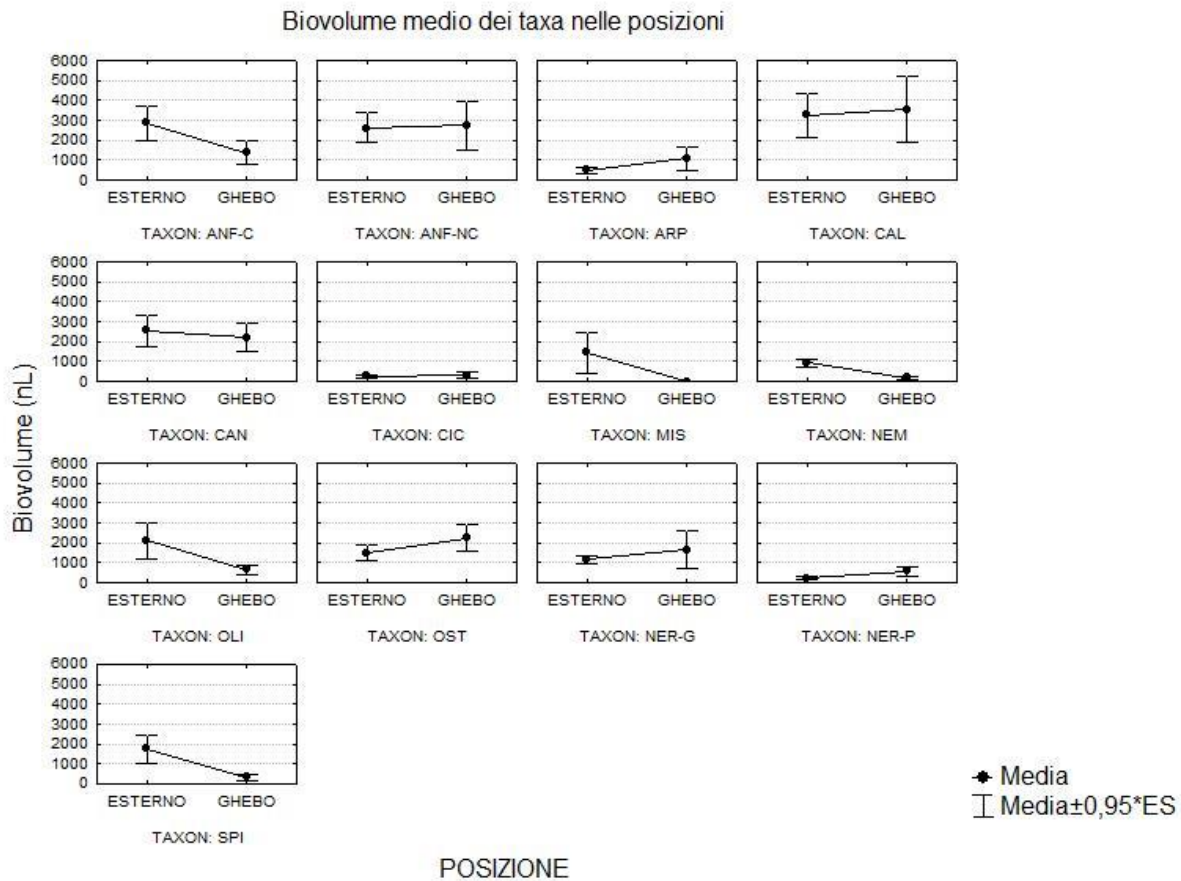 Biovolume medio dei taxa nelle posizioni
6000
5000
4000
3000
2000
1000
0
ESTERNO GHEBO ESTERNO GHEBO ESTERNO GHEBO ESTERNO GHEBO
TAXON: ANF-C TAXON: ANF-NC TAXON: ARP TAXON: CAL
6000
5000
4000
3000
2000
1000
0
ESTERNO GHEBO ESTERNO GHEBO ESTERNO GHEBO ESTERNO GHEBO
TAXON: CAN TAXON: CIC TAXON: MIS TAXON: NEM
Biovolume (nL)
6000
5000
4000
3000
2000
1000
0
ESTERNO GHEBO ESTERNO GHEBO ESTERNO GHEBO ESTERNO GHEBO
TAXON: OLI TAXON: OST TAXON: NER-G TAXON: NER-P
6000
5000
4000
3000
2000
1000
0
ESTERNO GHEBO
TAXON: SPI
Media
Media±0,95*ES
POSIZIONE